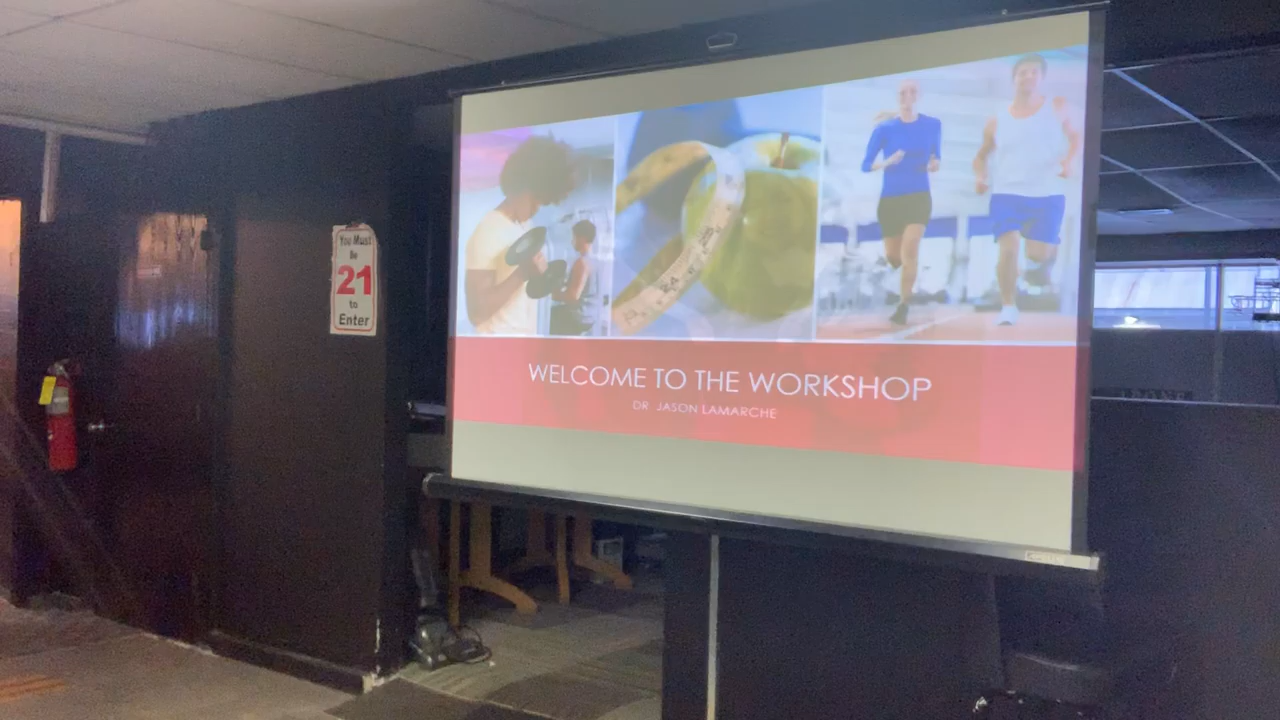 You Must
Be
21
to
Enter
WELCOME TO THE WORKSHOP
DR. JASON LAMARCHE